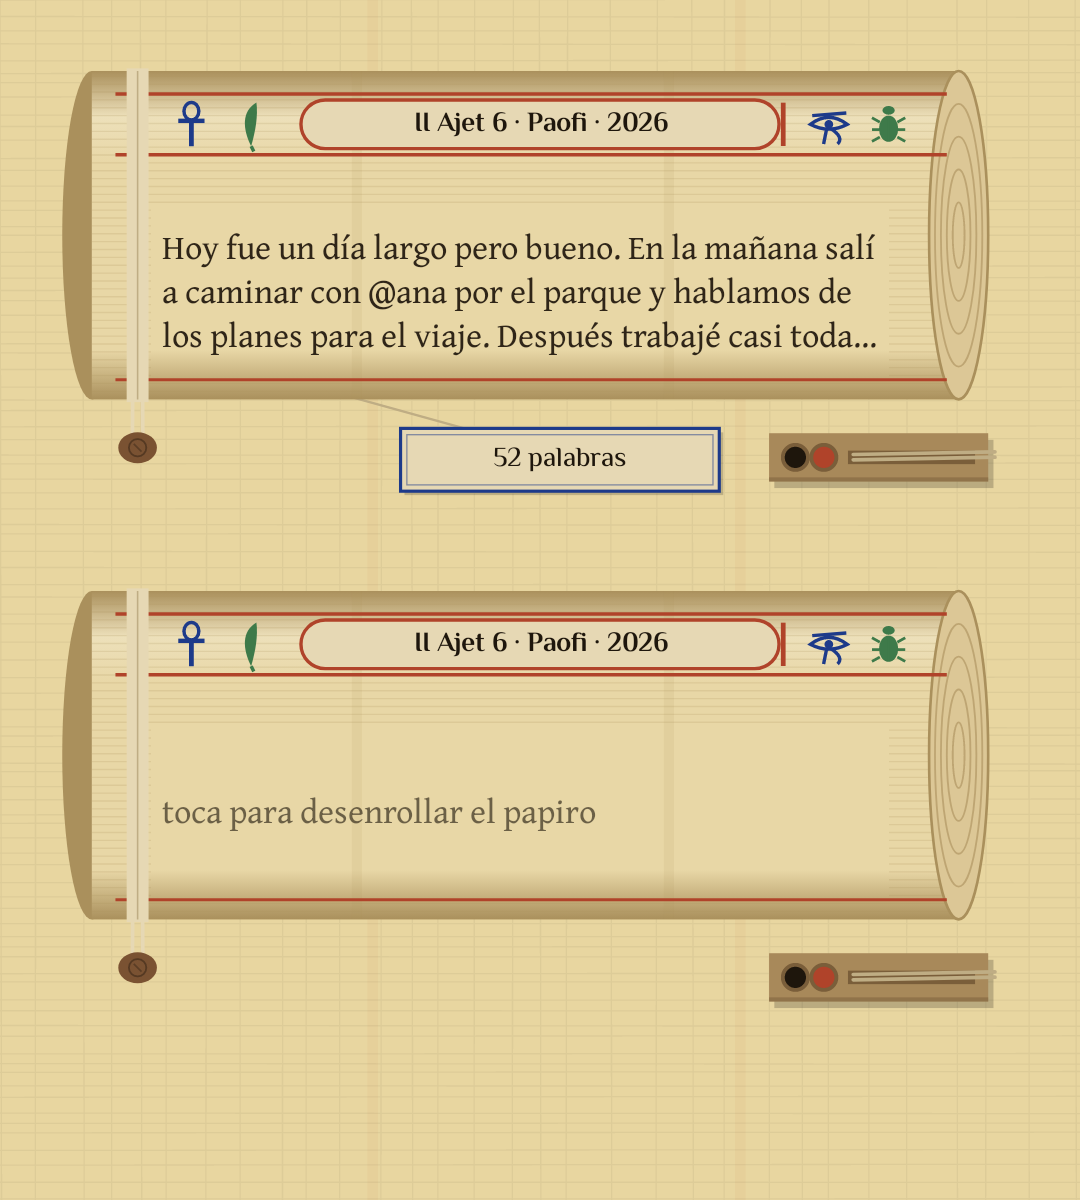 II Ajet 6 · Paofi · 2026
Hoy fue un día largo pero bueno. En la mañana salí
a caminar con @ana por el parque y hablamos de
los planes para el viaje. Después trabajé casi toda...
52 palabras
II Ajet 6 · Paofi · 2026
toca para desenrollar el papiro